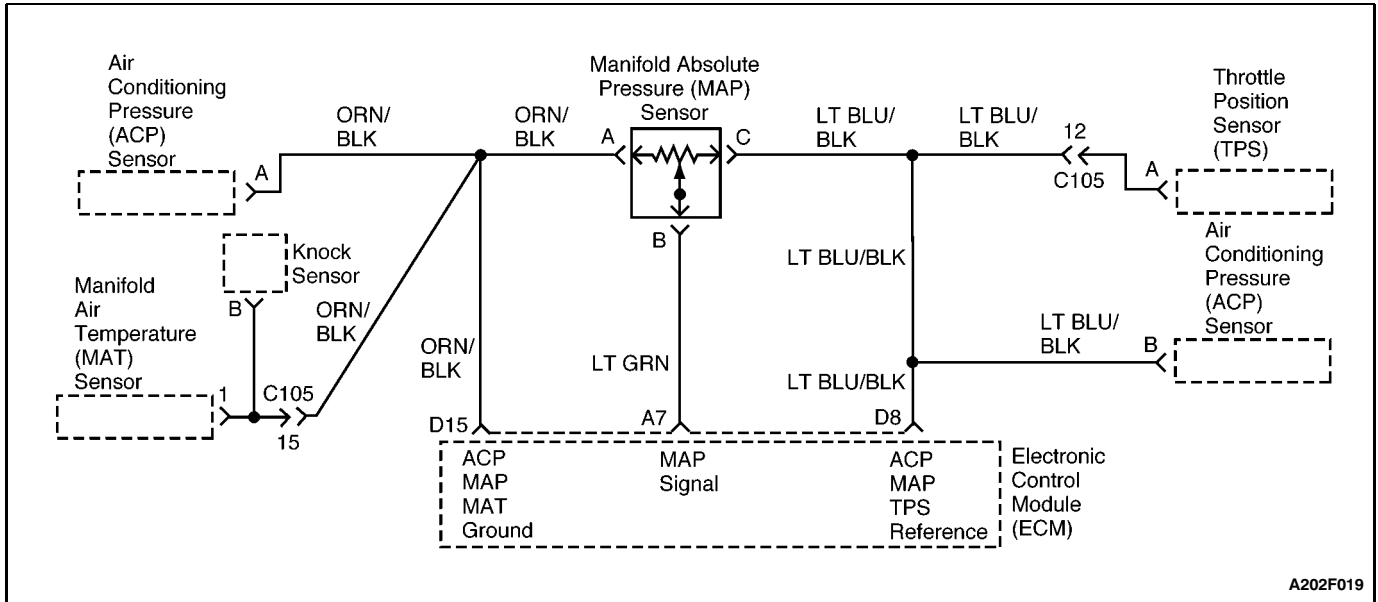 Air
Conditioning
Pressure
(ACP)
Sensor
A
ORN/
BLK
ORN/
BLK
Manifold Absolute
Pressure (MAP)
Sensor
A
C
B
LT BLU/
BLK
LT BLU/
BLK
12
C105
A
Throttle
Position
Sensor
(TPS)
Knock
Sensor
B
Manifold
Air
Temperature
(MAT)
Sensor
1
C105
15
ORN/
BLK
ORN/
BLK
LT GRN
LT BLU/BLK
LT BLU/BLK
LT BLU/
BLK
B
Air
Conditioning
Pressure
(ACP)
Sensor
D15
A7
D8
ACP
MAP
MAT
Ground
MAP
Signal
ACP
MAP
TPS
Reference
Electronic
Control
Module
(ECM)
A202F019